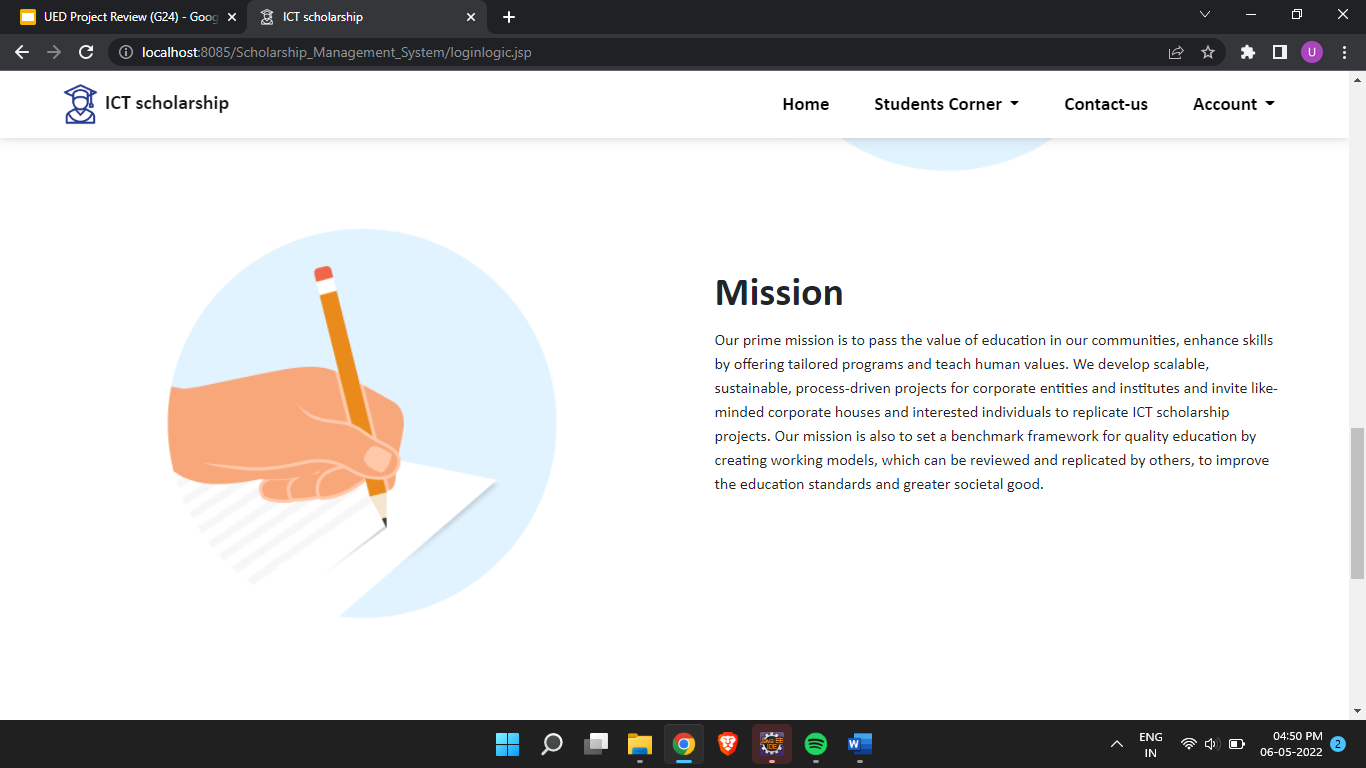 UED Project Review (G24) - Goog
ICT scholarship
localhost:8085/Scholarship_Management_System/loginlogic.jsp
U
ICT scholarship
Home
Students Corner
Contact-us
Account
Mission
Our prime mission is to pass the value of education in our communities, enhance skills
by offering tailored programs and teach human values. We develop scalable,
sustainable, process-driven projects for corporate entities and institutes and invite like-
minded corporate houses and interested individuals to replicate ICT scholarship
projects. Our mission is also to set a benchmark framework for quality education by
creating working models, which can be reviewed and replicated by others, to improve
the education standards and greater societal good.
ENG
IN
04:50 PM
06-05-2022
2